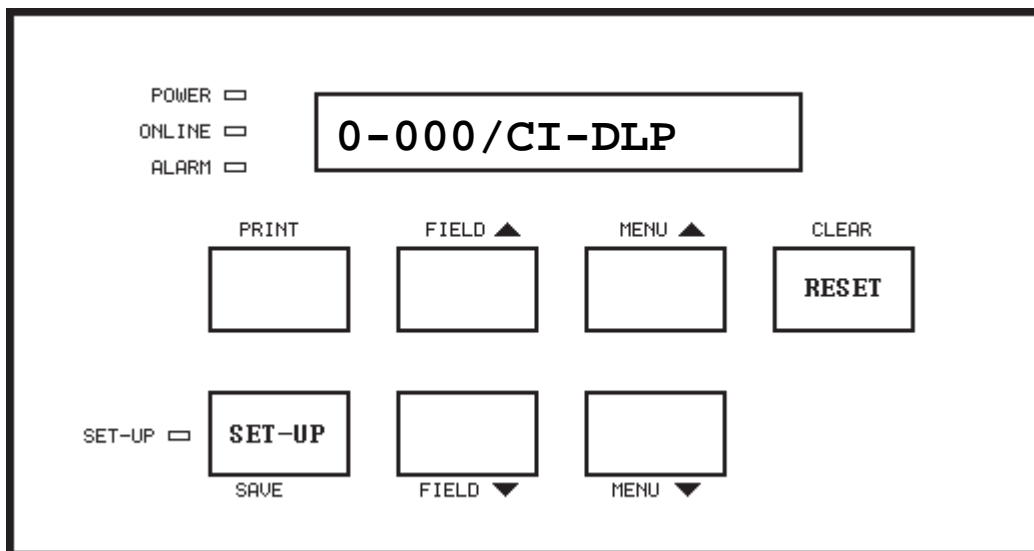 POWER
0-000/CI-DLP
ONLINE
ALARM
PRINT FIELD ▲ MENU ▲ CLEAR
RESET
SET-UP SET-UP
SAVE FIELD ▼ MENU ▼